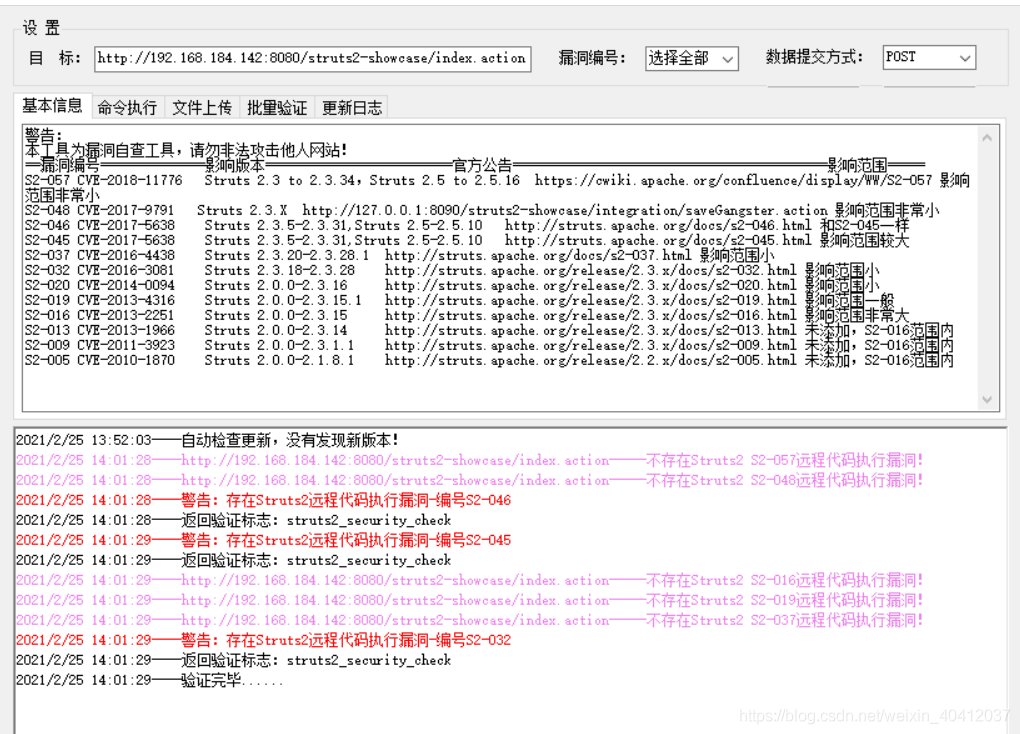 设 置
目 标： http://192.168.184.142:8080/struts2-showcase/index.action 漏洞编号： 选择全部 数据提交方式： POST
基本信息 命令执行 文件上传 批量验证 更新日志
警告：
本工具为漏洞自查工具，请勿非法攻击他人网站！
══漏洞编号══════════影响版本══════════════════官方公告══════════════════════════════影响范围════
S2-057 CVE-2018-11776 Struts 2.3 to 2.3.34，Struts 2.5 to 2.5.16 https://cwiki.apache.org/confluence/display/WW/S2-057 影响
范围非常小
S2-048 CVE-2017-9791 Struts 2.3.X http://127.0.0.1:8090/struts2-showcase/integration/saveGangster.action 影响范围非常小
S2-046 CVE-2017-5638 Struts 2.3.5-2.3.31,Struts 2.5-2.5.10 http://struts.apache.org/docs/s2-046.html 和S2-045一样
S2-045 CVE-2017-5638 Struts 2.3.5-2.3.31,Struts 2.5-2.5.10 http://struts.apache.org/docs/s2-045.html 影响范围较大
S2-037 CVE-2016-4438 Struts 2.3.20-2.3.28.1 http://struts.apache.org/docs/s2-037.html 影响范围小
S2-032 CVE-2016-3081 Struts 2.3.18-2.3.28 http://struts.apache.org/release/2.3.x/docs/s2-032.html 影响范围小
S2-020 CVE-2014-0094 Struts 2.0.0-2.3.16 http://struts.apache.org/release/2.3.x/docs/s2-020.html 影响范围小
S2-019 CVE-2013-4316 Struts 2.0.0-2.3.15.1 http://struts.apache.org/release/2.3.x/docs/s2-019.html 影响范围一般
S2-016 CVE-2013-2251 Struts 2.0.0-2.3.15 http://struts.apache.org/release/2.3.x/docs/s2-016.html 影响范围非常大
S2-013 CVE-2013-1966 Struts 2.0.0-2.3.14 http://struts.apache.org/release/2.3.x/docs/s2-013.html 未添加，S2-016范围内
S2-009 CVE-2011-3923 Struts 2.0.0-2.3.1.1 http://struts.apache.org/release/2.3.x/docs/s2-009.html 未添加，S2-016范围内
S2-005 CVE-2010-1870 Struts 2.0.0-2.1.8.1 http://struts.apache.org/release/2.2.x/docs/s2-005.html 未添加，S2-016范围内
2021/2/25 13:52:03——自动检查更新，没有发现新版本！
2021/2/25 14:01:28——http://192.168.184.142:8080/struts2-showcase/index.action——不存在Struts2 S2-057远程代码执行漏洞！
2021/2/25 14:01:28——http://192.168.184.142:8080/struts2-showcase/index.action——不存在Struts2 S2-048远程代码执行漏洞！
2021/2/25 14:01:28——警告：存在Struts2远程代码执行漏洞-编号S2-046
2021/2/25 14:01:28——返回验证标志：struts2_security_check
2021/2/25 14:01:29——警告：存在Struts2远程代码执行漏洞-编号S2-045
2021/2/25 14:01:29——返回验证标志：struts2_security_check
2021/2/25 14:01:29——http://192.168.184.142:8080/struts2-showcase/index.action——不存在Struts2 S2-016远程代码执行漏洞！
2021/2/25 14:01:29——http://192.168.184.142:8080/struts2-showcase/index.action——不存在Struts2 S2-019远程代码执行漏洞！
2021/2/25 14:01:29——http://192.168.184.142:8080/struts2-showcase/index.action——不存在Struts2 S2-037远程代码执行漏洞！
2021/2/25 14:01:29——警告：存在Struts2远程代码执行漏洞-编号S2-032
2021/2/25 14:01:29——返回验证标志：struts2_security_check
2021/2/25 14:01:29——验证完毕......
https://blog.csdn.net/weixin_40412037